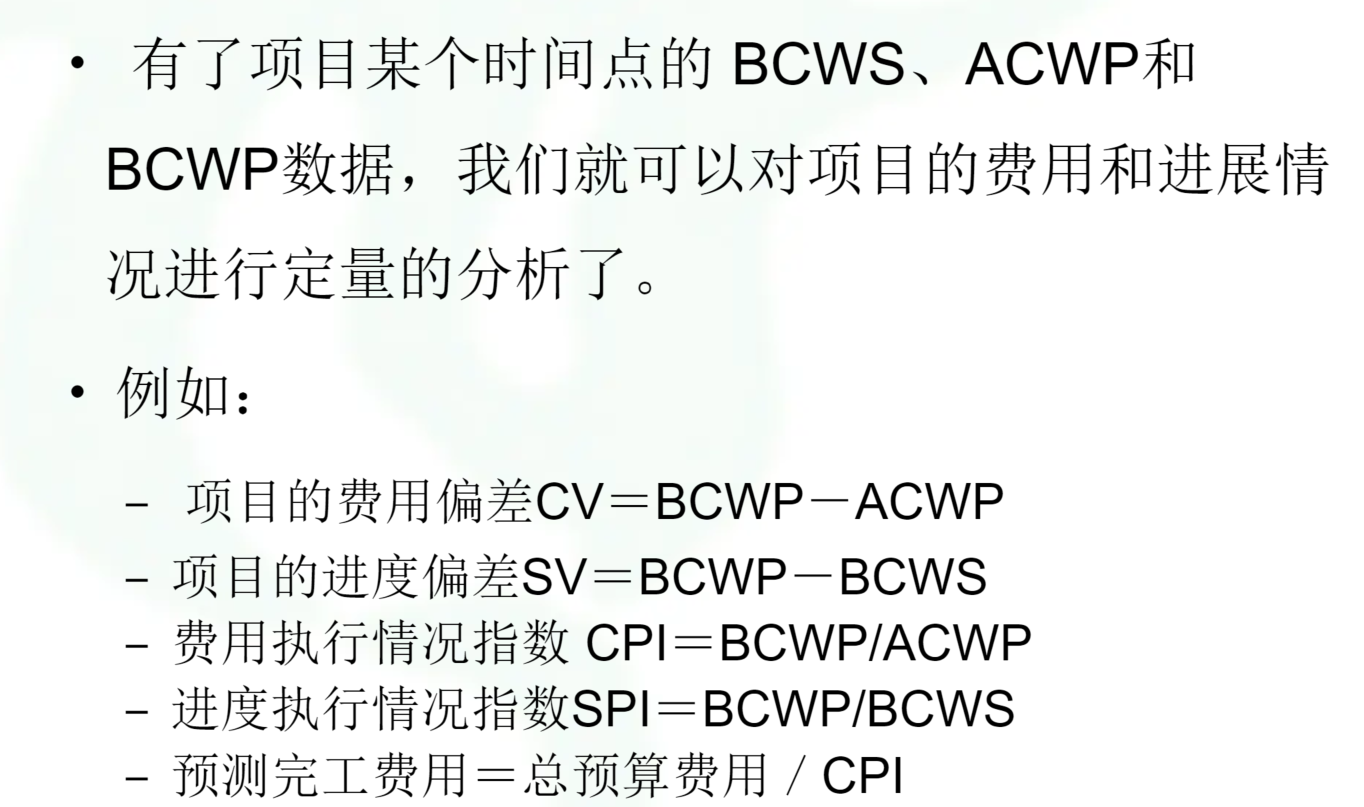 • 有了项目某个时间点的 BCWS、ACWP和
BCWP数据，我们就可以对项目的费用和进展情
况进行定量的分析了。
• 例如：
– 项目的费用偏差CV＝BCWP－ACWP
– 项目的进度偏差SV＝BCWP－BCWS
– 费用执行情况指数 CPI＝BCWP/ACWP
– 进度执行情况指数SPI＝BCWP/BCWS
– 预测完工费用＝总预算费用 / CPI